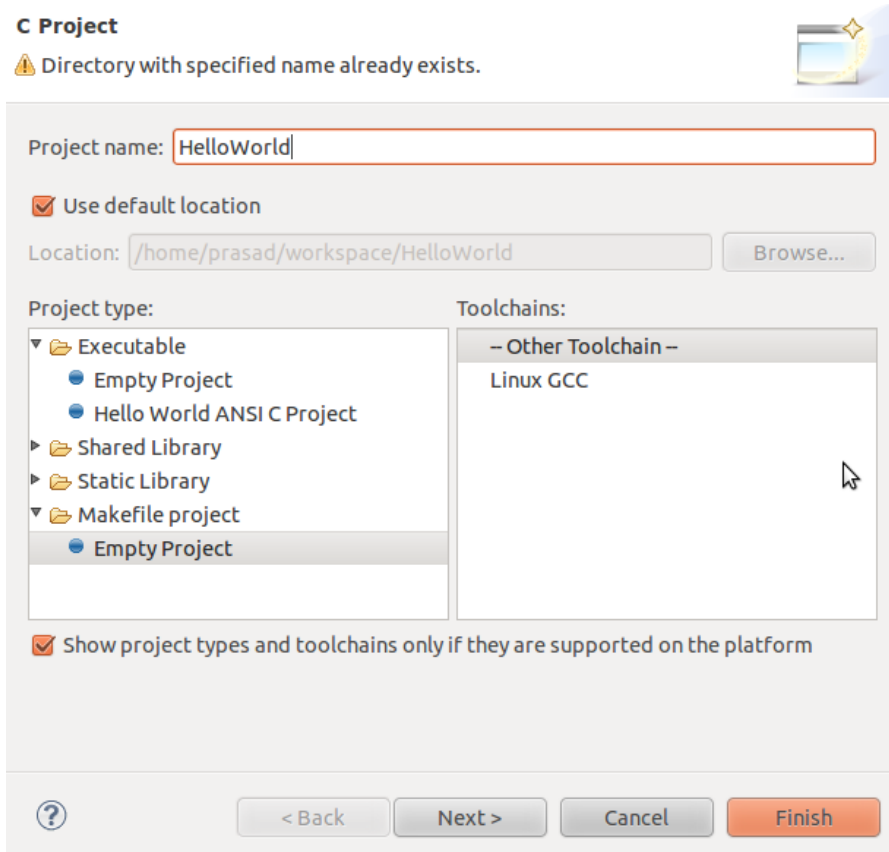 C Project
Directory with specified name already exists.
Project name: HelloWorld
Use default location
Location: /home/prasad/workspace/HelloWorld Browse...
Project type:
Executable
Empty Project
Hello World ANSI C Project
Shared Library
Static Library
Makefile project
Empty Project
Toolchains:
-- Other Toolchain --
Linux GCC
Show project types and toolchains only if they are supported on the platform
? < Back Next > Cancel Finish